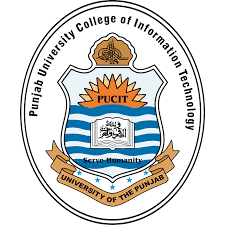 Punjab University College of Information Technology
PUCIT
Serve Humanity
UNIVERSITY OF THE PUNJAB